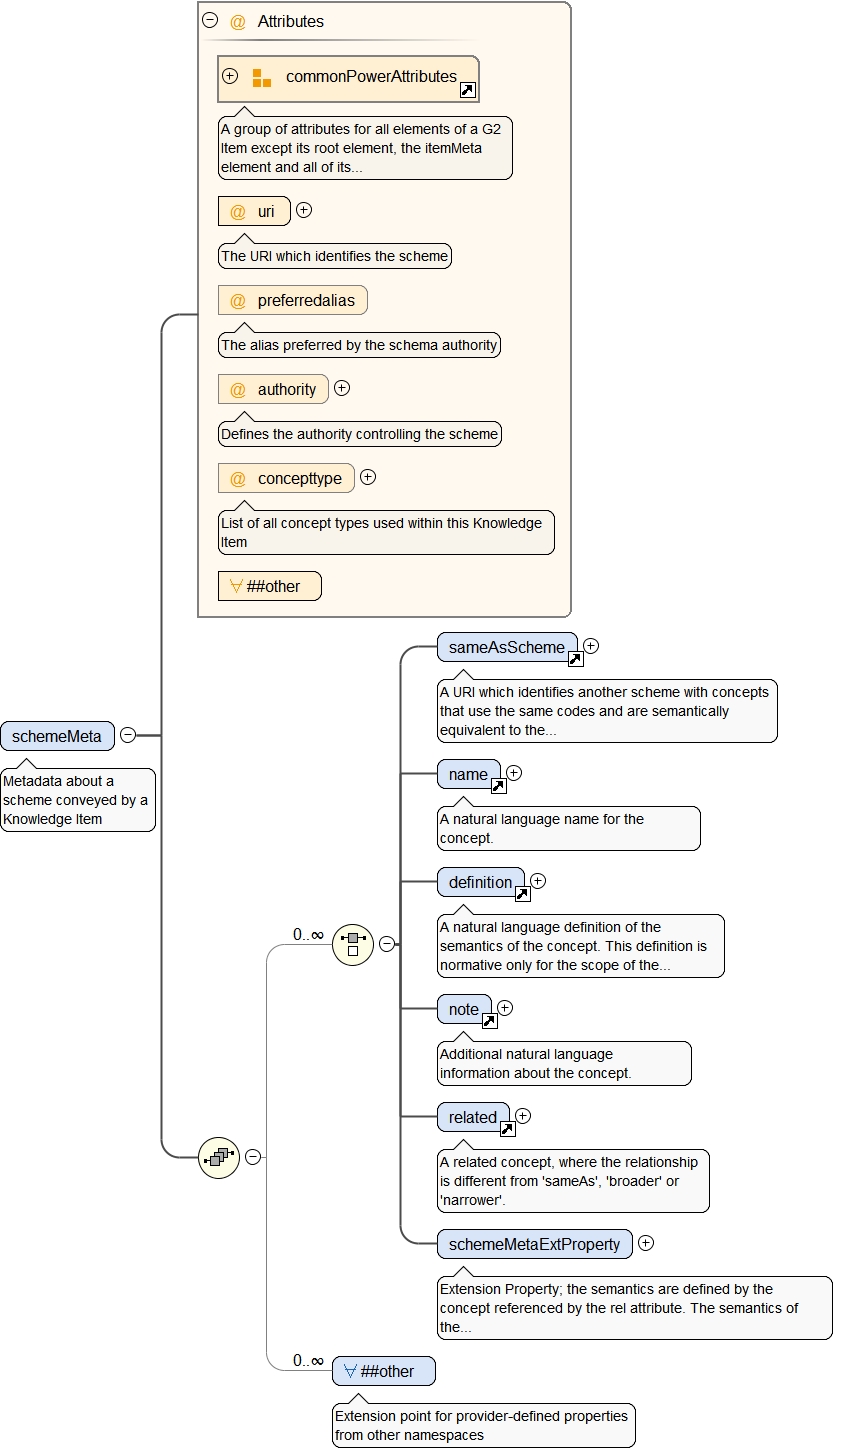 @ Attributes
commonPowerAttributes
A group of attributes for all elements of a G2
Item except its root element, the itemMeta
element and all of its...
@ uri
The URI which identifies the scheme
@ preferredalias
The alias preferred by the schema authority
@ authority
Defines the authority controlling the scheme
@ concepttype
List of all concept types used within this Knowledge
Item
##other
schemeMeta
Metadata about a
scheme conveyed by a
Knowledge Item
sameAsScheme
A URI which identifies another scheme with concepts
that use the same codes and are semantically
equivalent to the...
name
A natural language name for the
concept.
definition
A natural language definition of the
semantics of the concept. This definition is
normative only for the scope of the...
0..∞
note
Additional natural language
information about the concept.
related
A related concept, where the relationship
is different from 'sameAs', 'broader' or
'narrower'.
schemeMetaExtProperty
Extension Property; the semantics are defined by the
concept referenced by the rel attribute. The semantics of
the...
0..∞
##other
Extension point for provider-defined properties
from other namespaces